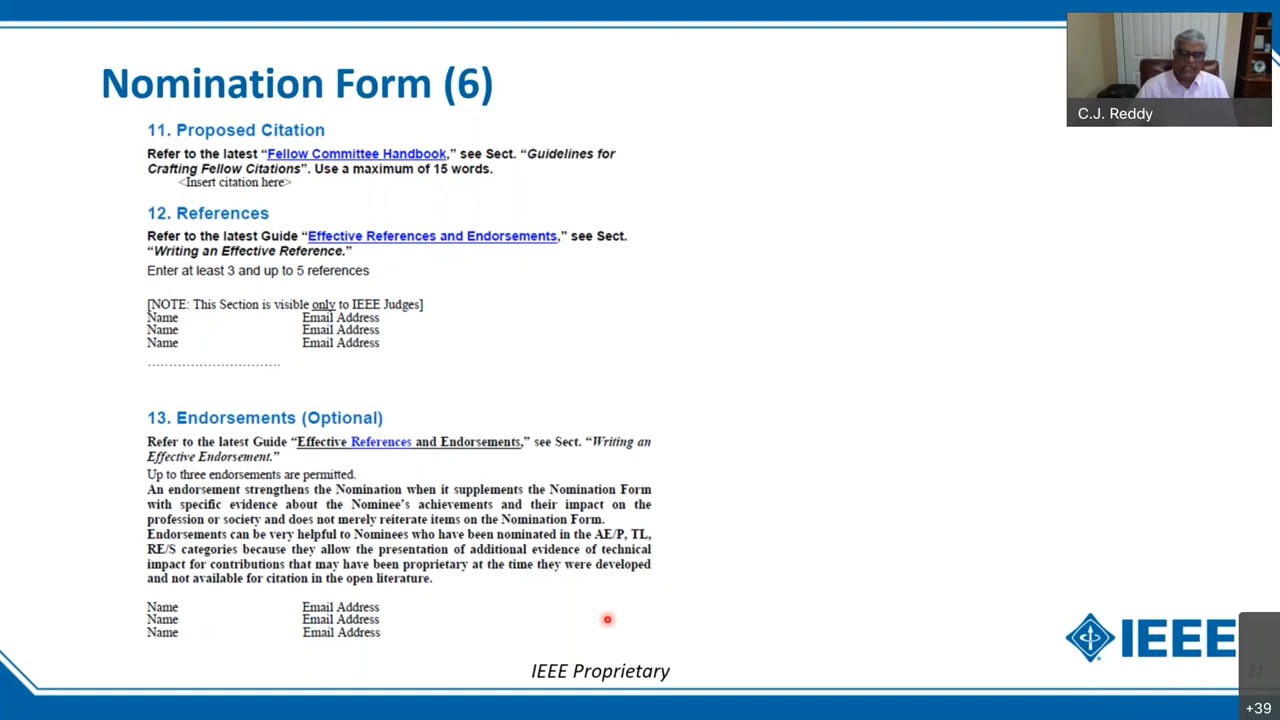 Nomination Form (6)
C.J. Reddy
11. Proposed Citation
Refer to the latest “Fellow Committee Handbook,” see Sect. “Guidelines for
Crafting Fellow Citations”. Use a maximum of 15 words.
<Insert citation here>
12. References
Refer to the latest Guide “Effective References and Endorsements,” see Sect.
“Writing an Effective Reference.”
Enter at least 3 and up to 5 references
[NOTE: This Section is visible only to IEEE Judges]
Name Email Address
Name Email Address
Name Email Address
------------------------------
13. Endorsements (Optional)
Refer to the latest Guide “Effective References and Endorsements,” see Sect. “Writing an
Effective Endorsement.”
Up to three endorsements are permitted.
An endorsement strengthens the Nomination when it supplements the Nomination Form
with specific evidence about the Nominee’s achievements and their impact on the
profession or society and does not merely reiterate items on the Nomination Form.
Endorsements can be very helpful to Nominees who have been nominated in the AE/P, TL,
RE/S categories because they allow the presentation of additional evidence of technical
impact for contributions that may have been proprietary at the time they were developed
and not available for citation in the open literature.
Name Email Address
Name Email Address
Name Email Address
IEEE
IEEE Proprietary
27
+39